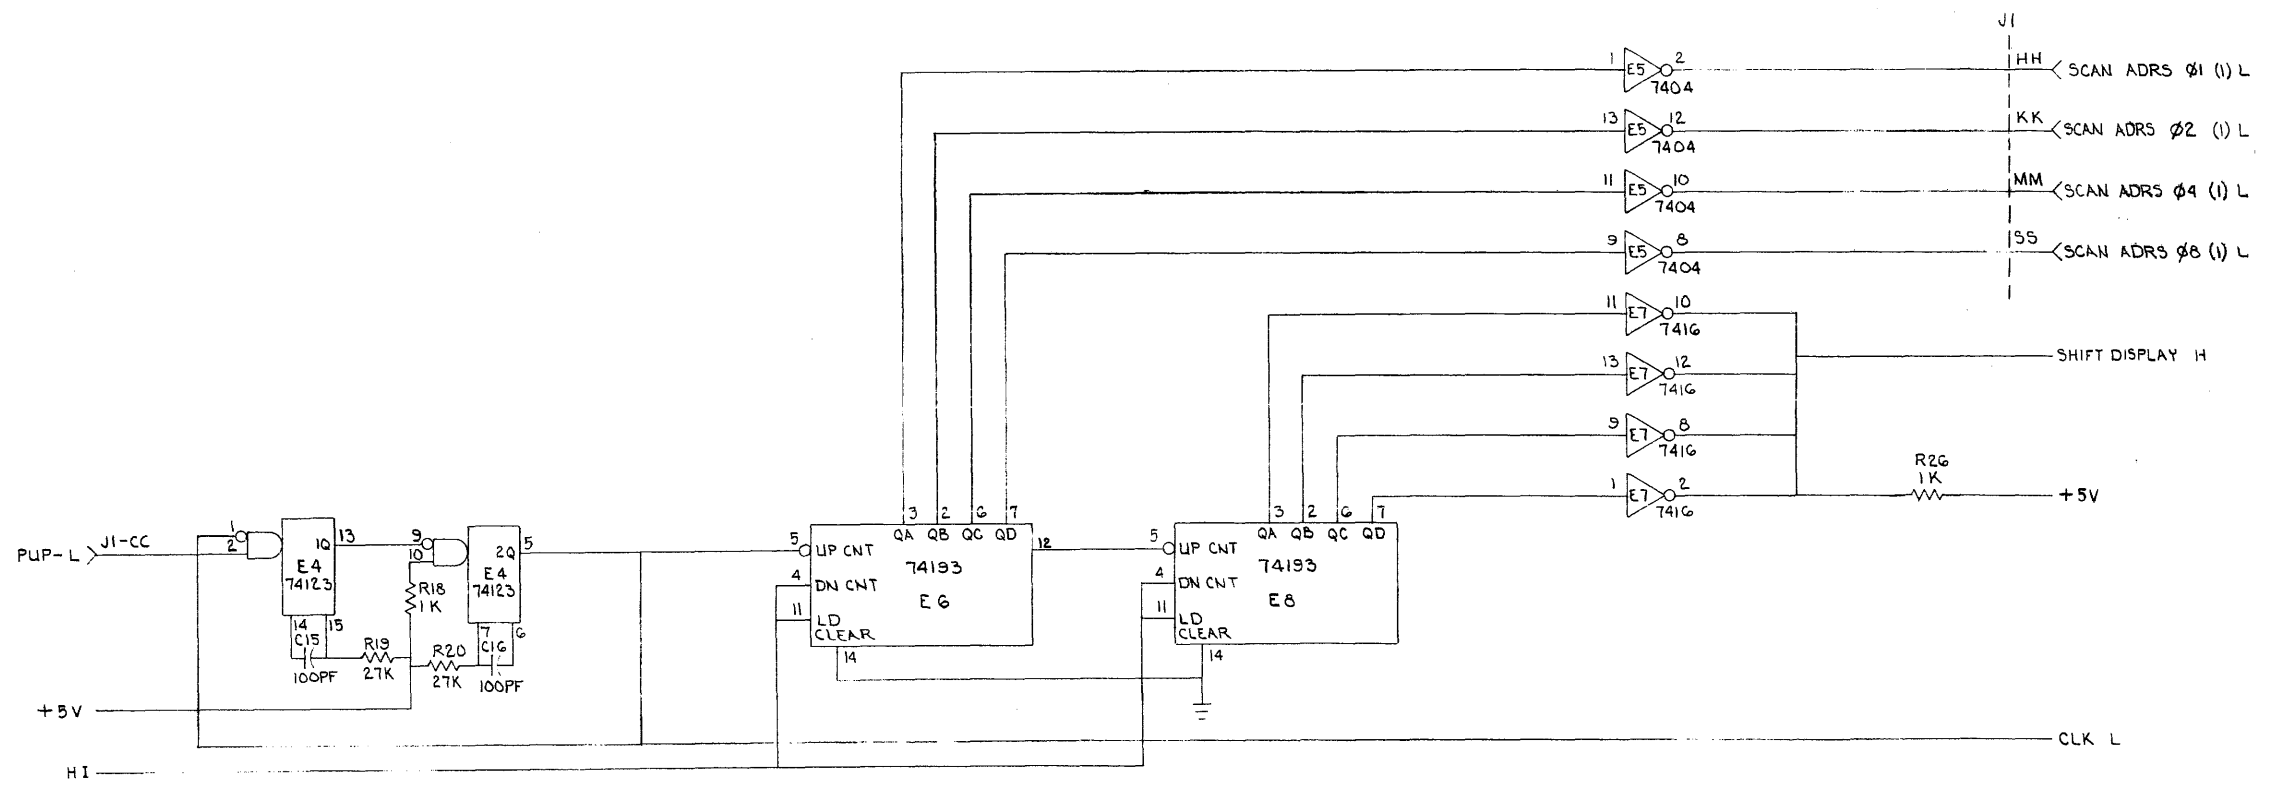 J1
1 E5 2 HH SCAN ADRS Ø1 (1) L
7404
13 E5 12 KK SCAN ADRS Ø2 (1) L
7404
11 E5 10 MM SCAN ADRS Ø4 (1) L
7404
9 E5 8 SS SCAN ADRS Ø8 (1) L
7404
11 E7 10
7416
SHIFT DISPLAY H
13 E7 12
7416
9 E7 8
7416
R26
1K
1 E7 2 +5V
7416
3 2 6 7
QA QB QC QD
3 2 6 7
QA QB QC QD
PUP-L J1-CC
1
2
1Q 13
E4
74123
14 15
C15
100PF
R19
27K
9
10
2Q 5
E4
74123
R18
1K
7 6
C16
100PF
R20
27K
5 UP CNT 12
74193
4 DN CNT
E6
11 LD
CLEAR
14
5 UP CNT
74193
4 DN CNT
E8
11 LD
CLEAR
14
+5V
CLK L
HI